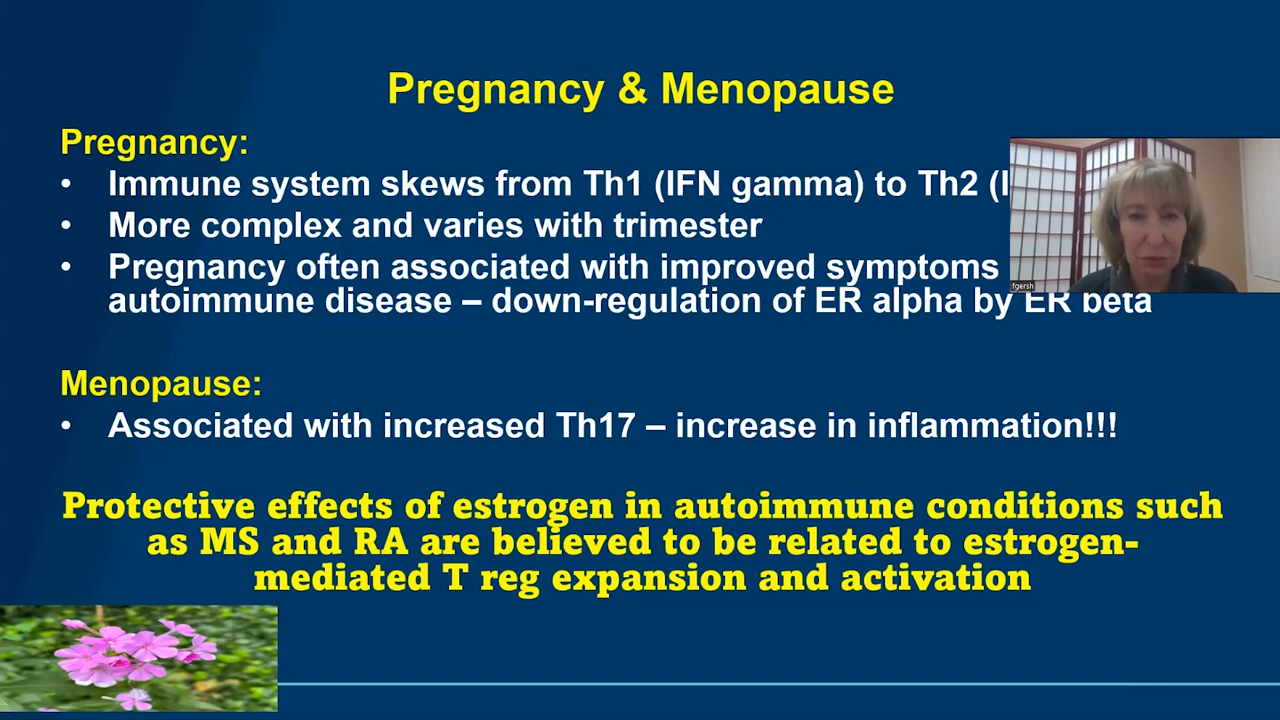 Pregnancy & Menopause
Pregnancy:
• Immune system skews from Th1 (IFN gamma) to Th2 (
• More complex and varies with trimester
• Pregnancy often associated with improved symptoms
autoimmune disease – down-regulation of ER alpha by ER beta
fgersh
Menopause:
• Associated with increased Th17 – increase in inflammation!!!
Protective effects of estrogen in autoimmune conditions such
as MS and RA are believed to be related to estrogen-
mediated T reg expansion and activation